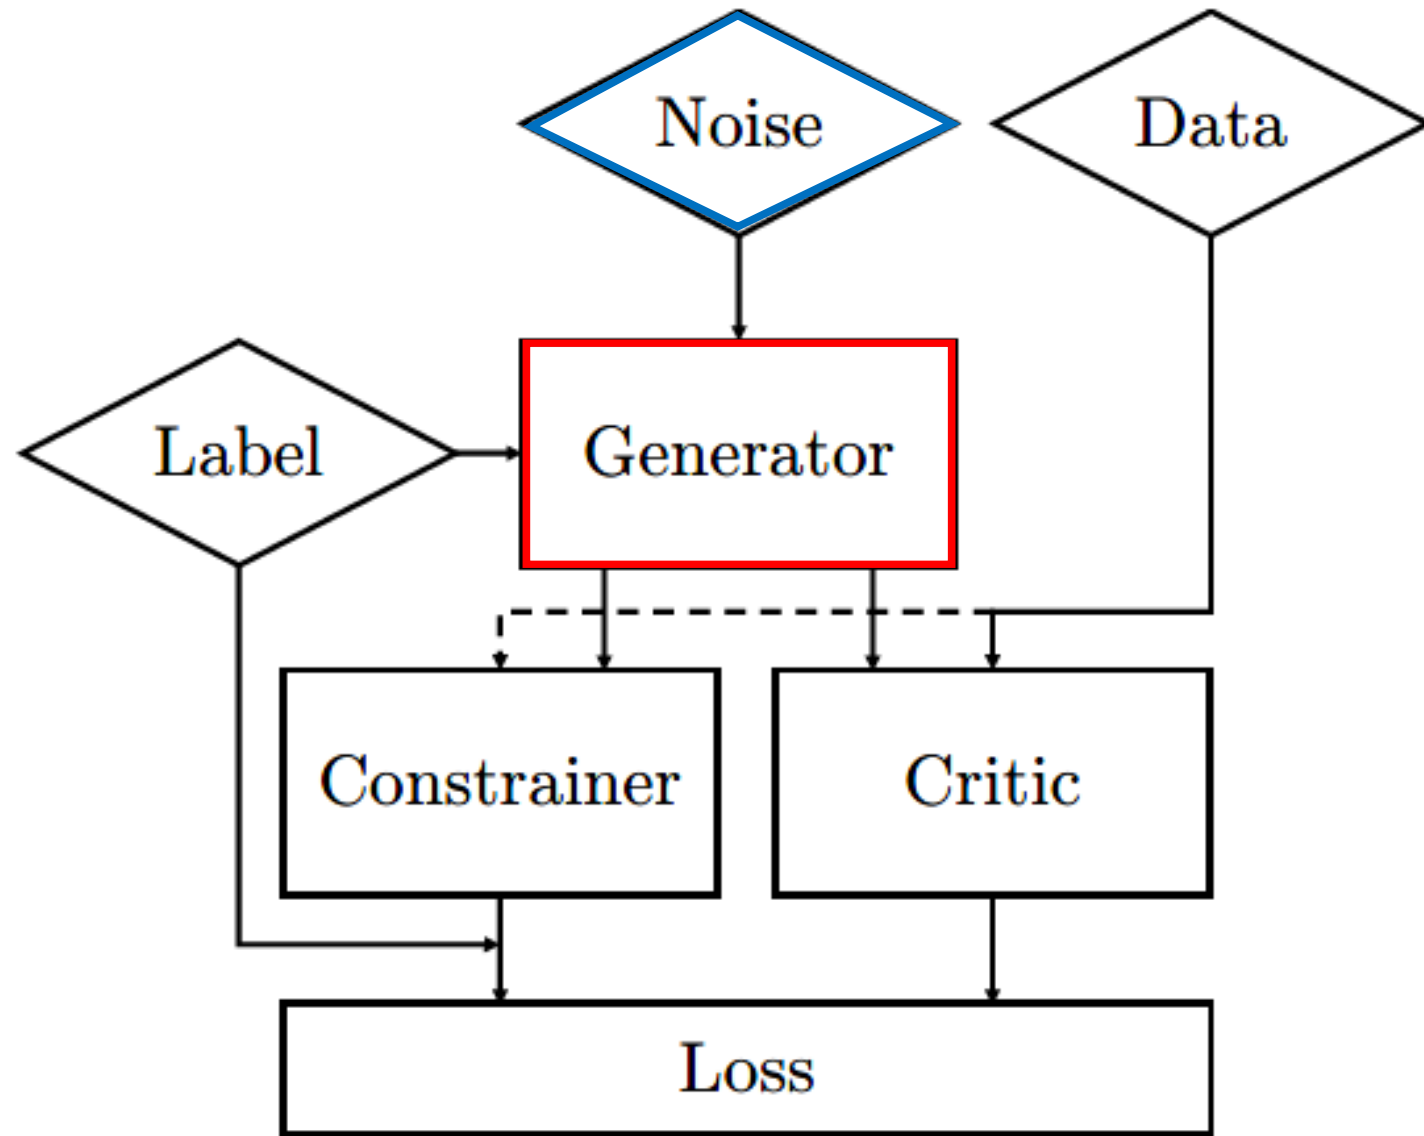 Noise
Data
Label
Generator
Constrainer
Critic
Loss